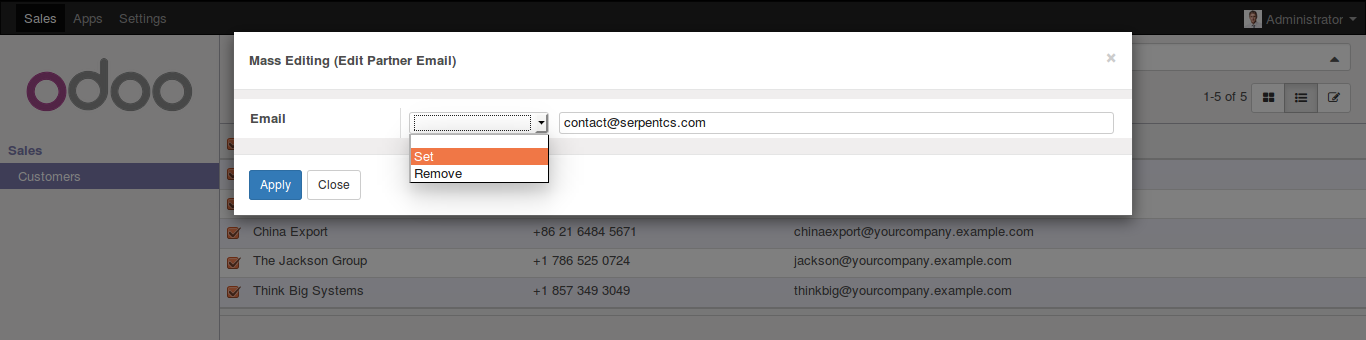 Sales Apps Settings Administrator
Mass Editing (Edit Partner Email) ×
odoo
1-5 of 5
Email contact@serpentcs.com
Sales
Set
Customers
Remove
Apply Close
China Export +86 21 6484 5671 chinaexport@yourcompany.example.com
The Jackson Group +1 786 525 0724 jackson@yourcompany.example.com
Think Big Systems +1 857 349 3049 thinkbig@yourcompany.example.com